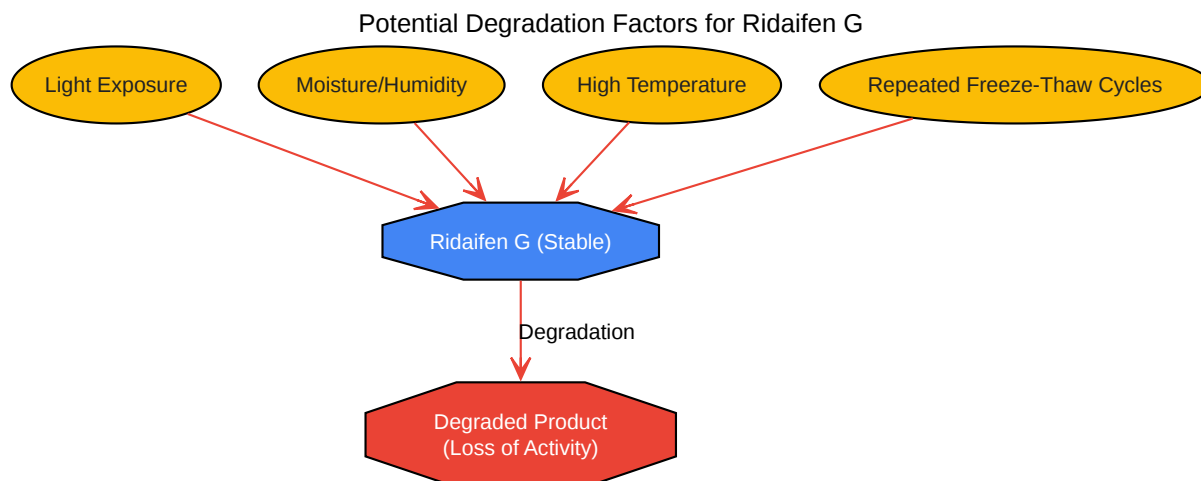 Potential Degradation Factors for Ridaifen G
Light Exposure
Moisture/Humidity
High Temperature
Repeated Freeze-Thaw Cycles
Ridaifen G (Stable)
Degradation
Degraded Product
(Loss of Activity)